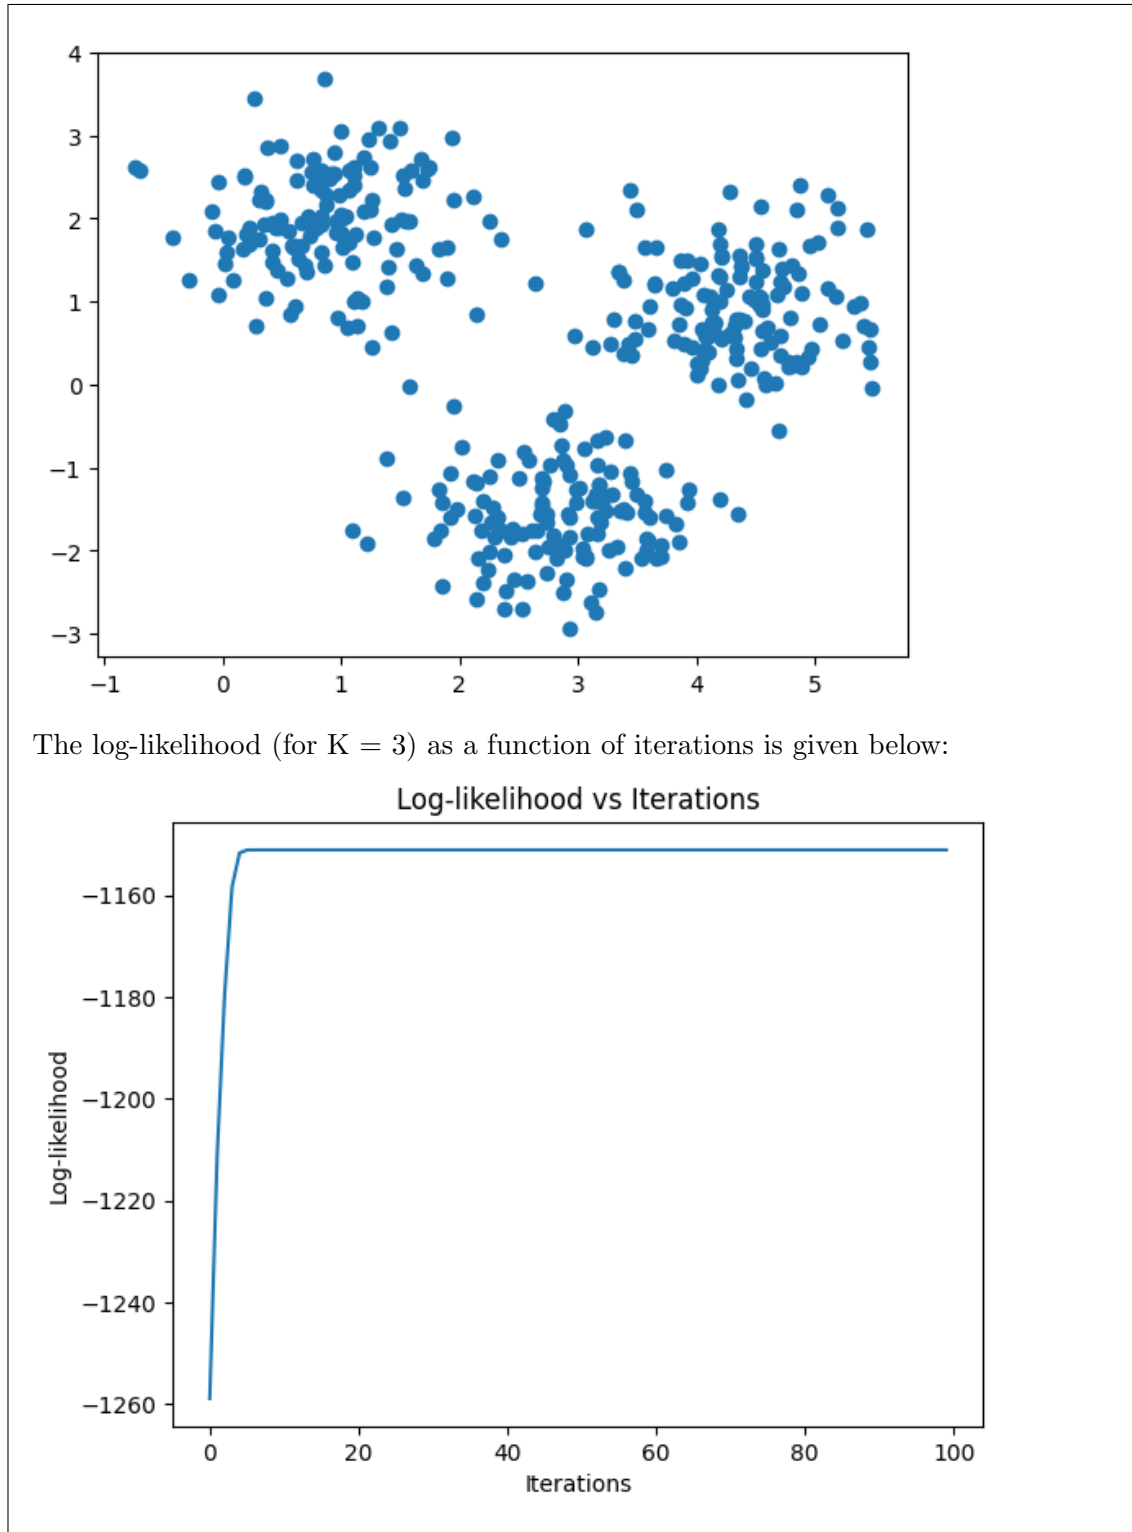 4
3
2
1
0
−1
−2
−3
−1 0 1 2 3 4 5
The log-likelihood (for K = 3) as a function of iterations is given below:
Log-likelihood vs Iterations
−1160
−1180
−1200
−1220
−1240
−1260
Log-likelihood
0 20 40 60 80 100
Iterations